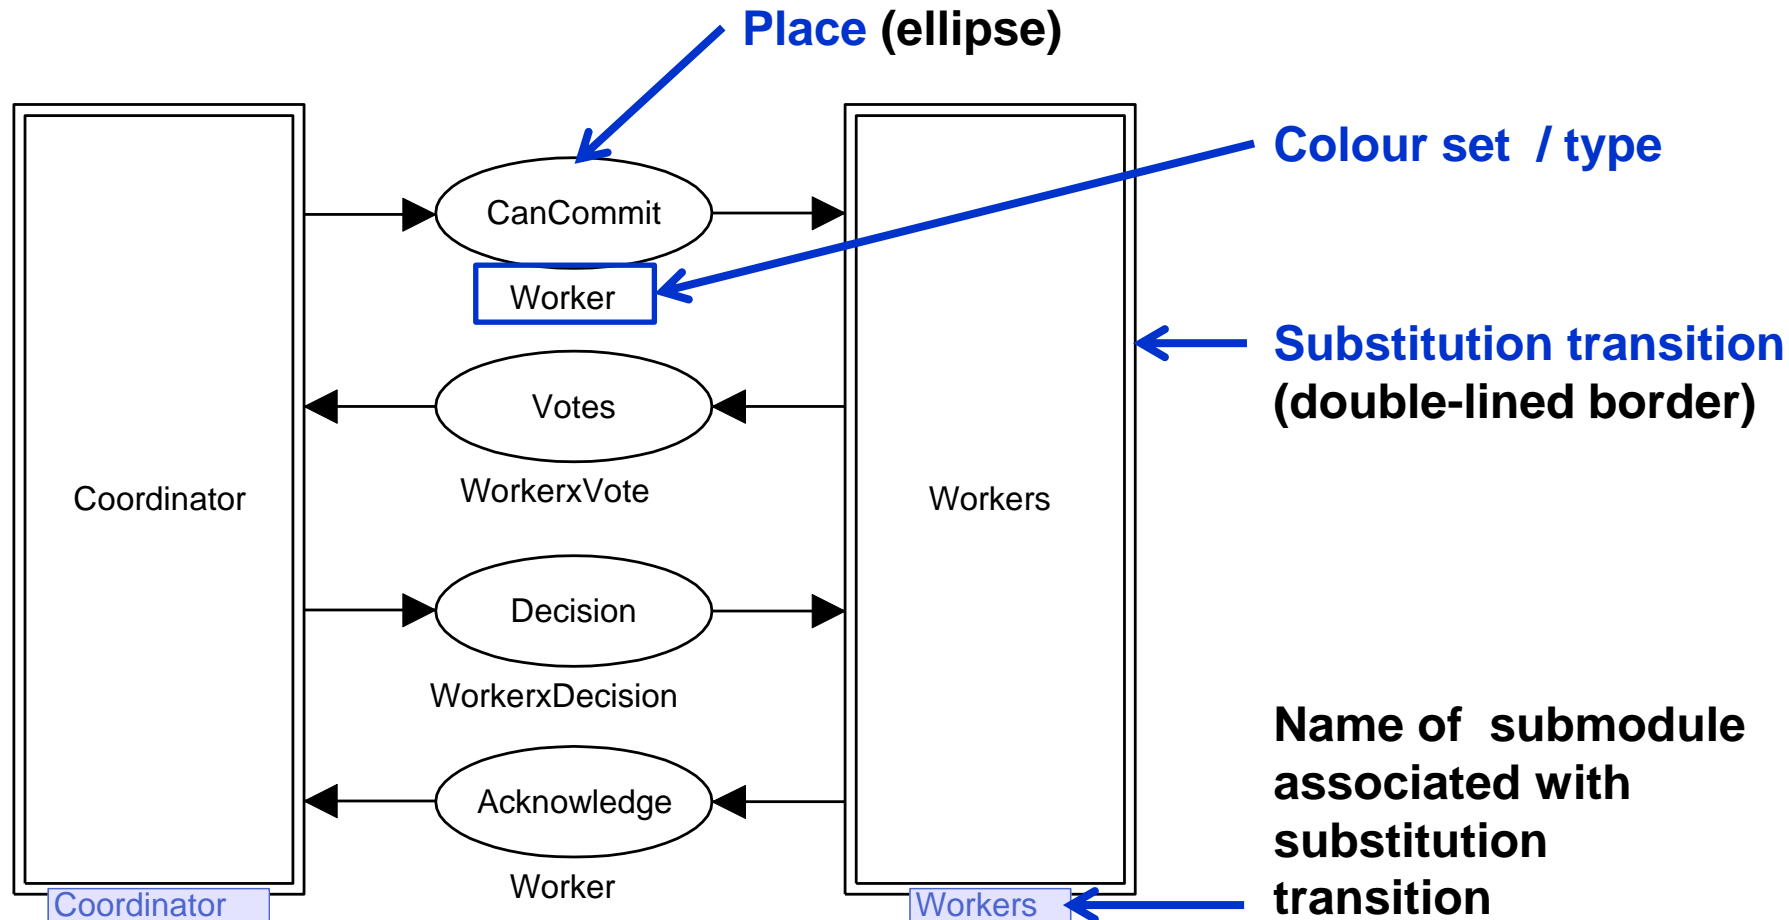 Place (ellipse)
Colour set / type
CanCommit
Worker
Substitution transition
(double-lined border)
Votes
WorkerxVote
Coordinator
Workers
Decision
WorkerxDecision
Name of submodule
associated with
substitution
transition
Acknowledge
Worker
Coordinator
Workers